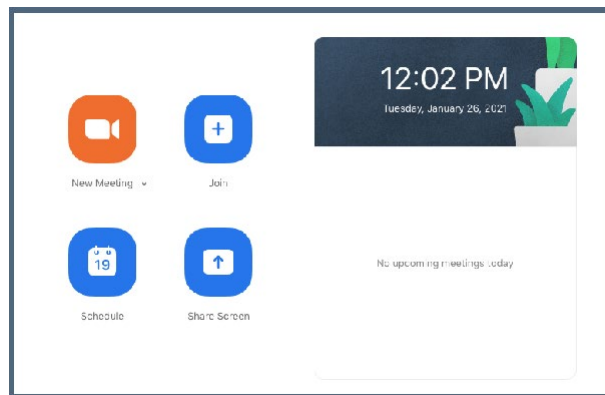 12:02 PM
Tuesday, January 26, 2021
New Meeting
Join
19
Schedule
Share Screen
No upcoming meetings today